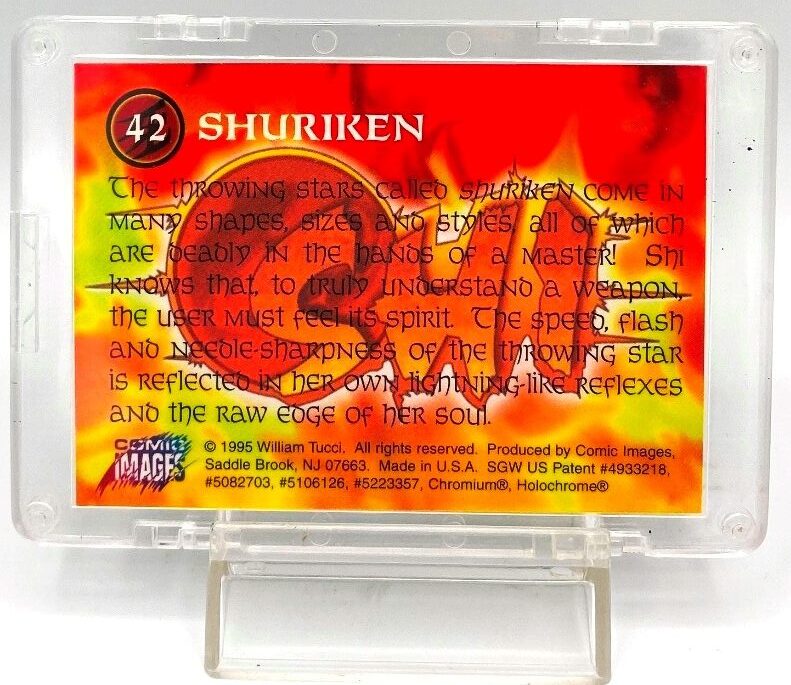 42 SHURIKEN
The throwing stars called shuriken come in
many shapes, sizes and styles, all of which
are deadly in the hands of a master! Shi
knows that, to truly understand a weapon,
the user must feel its spirit. The speed, flash
and needle-sharpness of the throwing star
is reflected in her own lightning-like reflexes
and the raw edge of her soul.
COMIC
IMAGES
© 1995 William Tucci. All rights reserved. Produced by Comic Images,
Saddle Brook, NJ 07663. Made in U.S.A. SGW US Patent #4933218,
#5082703, #5106126, #5223357, Chromium®, Holochrome®